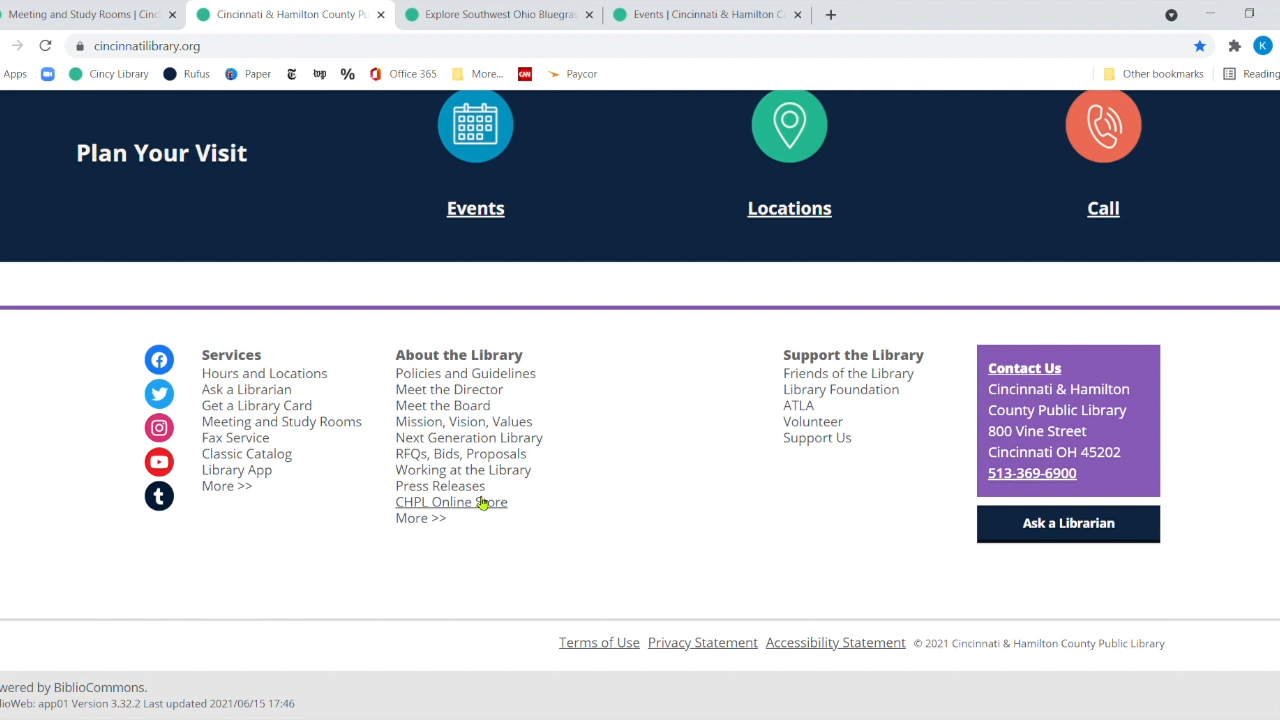 Meeting and Study Rooms | Cinc
Cincinnati & Hamilton County Pu
Explore Southwest Ohio Bluegras
Events | Cincinnati & Hamilton C
cincinnatilibrary.org
K
Apps
Cincy Library
Rufus
Paper
top
%
Office 365
More...
CNN
Paycor
Other bookmarks
Reading
Plan Your Visit
Events
Locations
Call
Services
Hours and Locations
Ask a Librarian
Get a Library Card
Meeting and Study Rooms
Fax Service
Classic Catalog
Library App
More >>
About the Library
Policies and Guidelines
Meet the Director
Meet the Board
Mission, Vision, Values
Next Generation Library
RFQs, Bids, Proposals
Working at the Library
Press Releases
CHPL Online Store
More >>
Support the Library
Friends of the Library
Library Foundation
ATLA
Volunteer
Support Us
Contact Us
Cincinnati & Hamilton
County Public Library
800 Vine Street
Cincinnati OH 45202
513-369-6900
Ask a Librarian
Terms of Use Privacy Statement Accessibility Statement © 2021 Cincinnati & Hamilton County Public Library
wered by BiblioCommons.
lioWeb: app01 Version 3.32.2 Last updated 2021/06/15 17:46